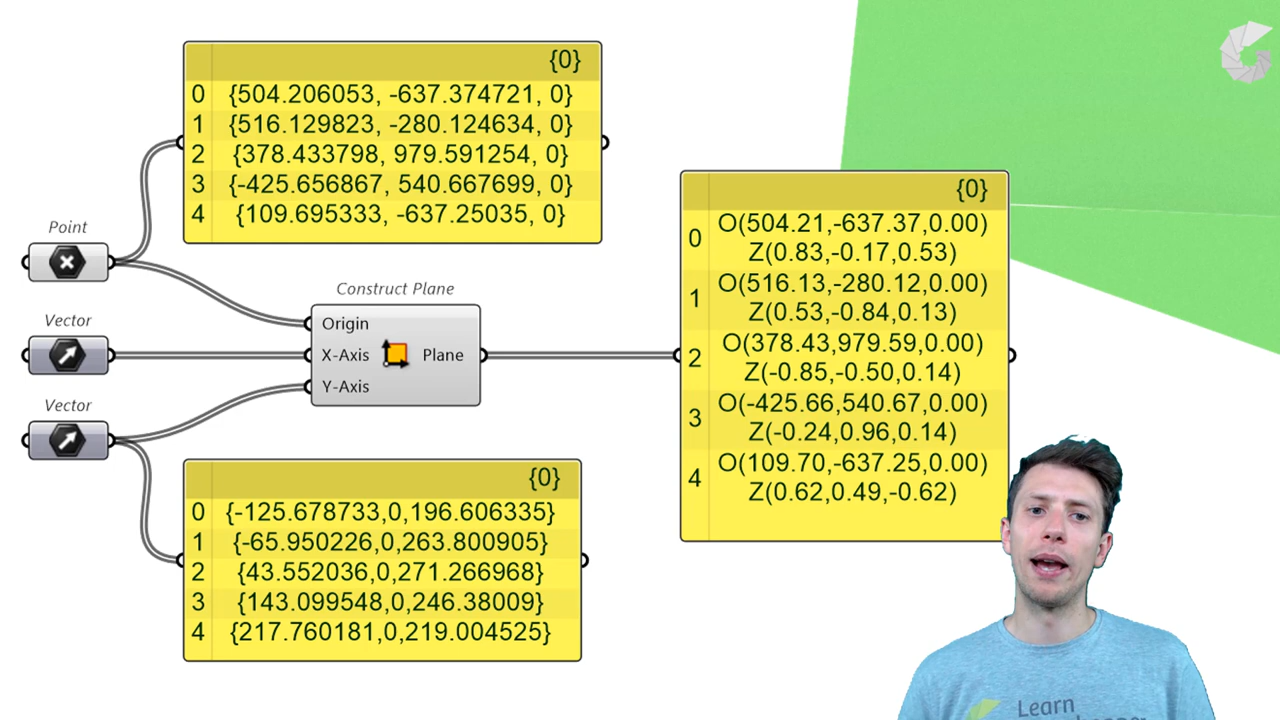 {0}
0 {504.206053, -637.374721, 0}
1 {516.129823, -280.124634, 0}
2 {378.433798, 979.591254, 0}
3 {-425.656867, 540.667699, 0}
4 {109.695333, -637.25035, 0}
Point
Construct Plane
Origin
X-Axis
Plane
Y-Axis
Vector
Vector
{0}
0 O(504.21,-637.37,0.00)
Z(0.83,-0.17,0.53)
1 O(516.13,-280.12,0.00)
Z(0.53,-0.84,0.13)
2 O(378.43,979.59,0.00)
Z(-0.85,-0.50,0.14)
3 O(-425.66,540.67,0.00)
Z(-0.24,0.96,0.14)
4 O(109.70,-637.25,0.00)
Z(0.62,0.49,-0.62)
{0}
0 {-125.678733,0,196.606335}
1 {-65.950226,0,263.800905}
2 {43.552036,0,271.266968}
3 {143.099548,0,246.38009}
4 {217.760181,0,219.004525}
Learn